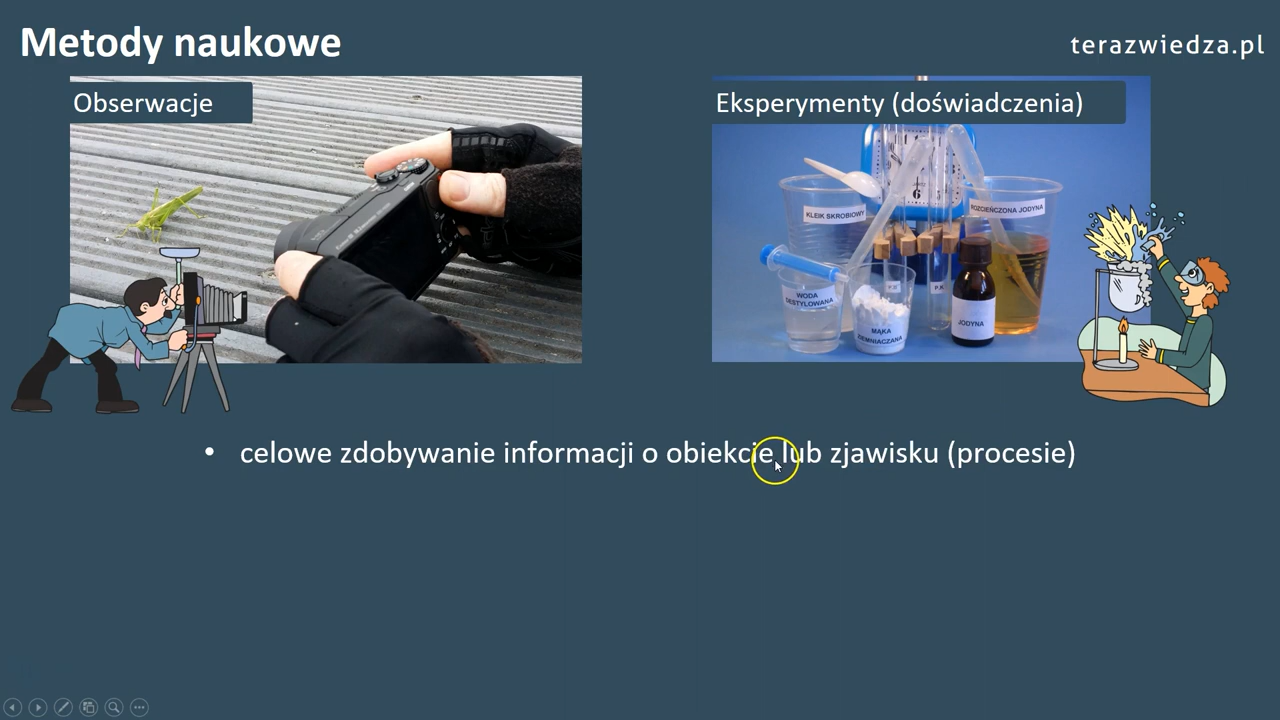 Metody naukowe
terazwiedza.pl
Obserwacje
Eksperymenty (doświadczenia)
KLEIK SKROBIOWY
ROZCIEŃCZONA JODYNA
6
WODA
DESTYLOWANA
P.K
JODYNA
MĄKA
ZIEMNIACZANA
• celowe zdobywanie informacji o obiekcie lub zjawisku (procesie)